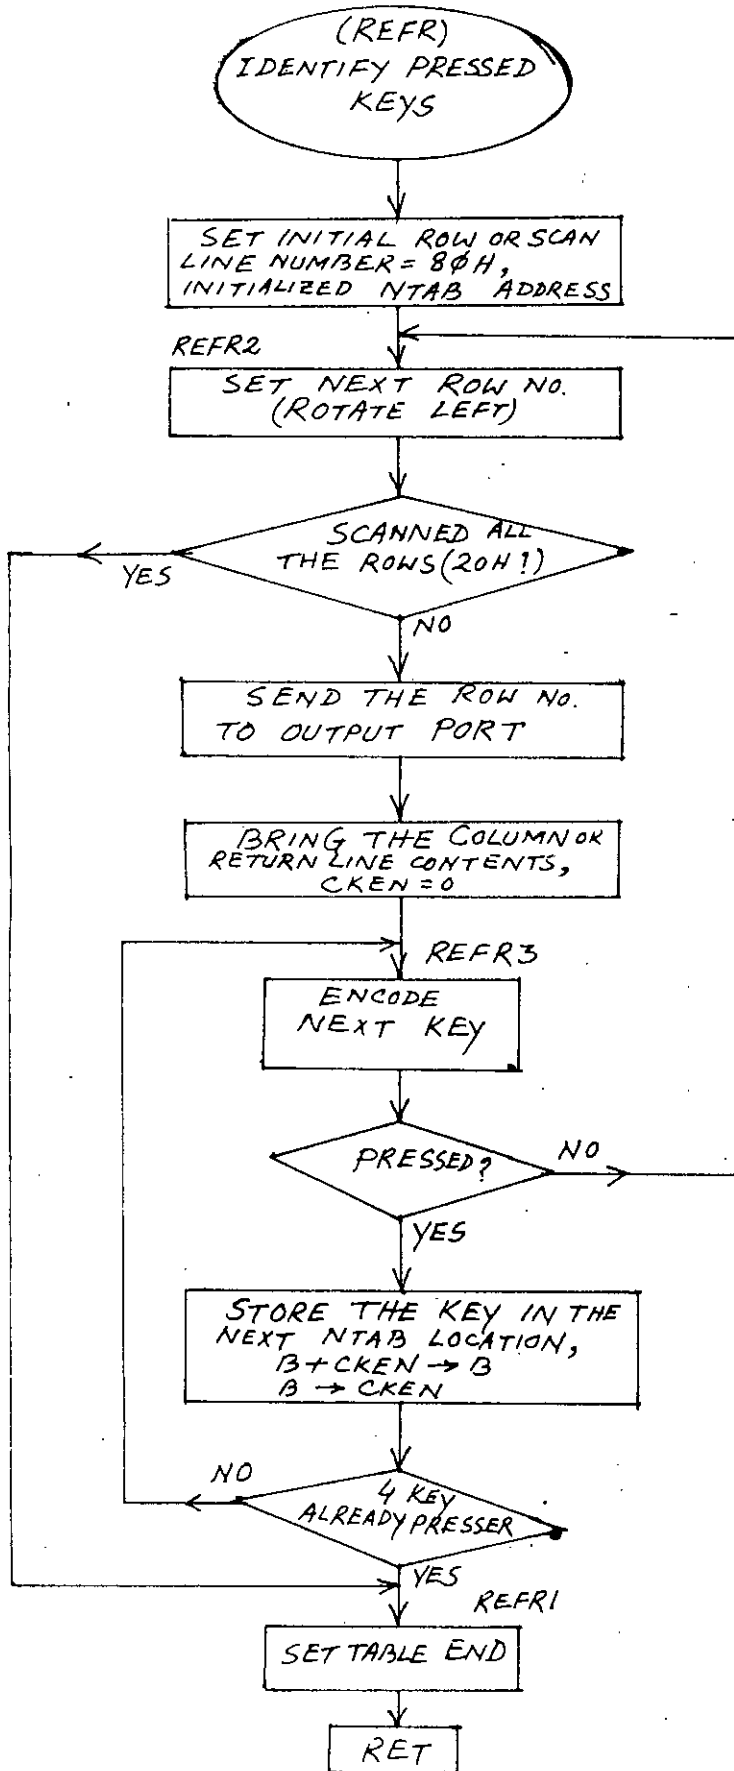 (REFR)
IDENTIFY PRESSED
KEYS
SET INITIAL ROW OR SCAN
LINE NUMBER = 80H,
INITIALIZED NTAB ADDRESS
REFR2
SET NEXT ROW NO.
(ROTATE LEFT)
SCANNED ALL
THE ROWS (20H?)
YES
NO
SEND THE ROW NO.
TO OUTPUT PORT
BRING THE COLUMN OR
RETURN LINE CONTENTS,
CKEN = 0
REFR3
ENCODE
NEXT KEY
PRESSED?
NO
YES
STORE THE KEY IN THE
NEXT NTAB LOCATION,
B + CKEN → B
B → CKEN
NO
4 KEY
ALREADY PRESSER
YES
REFR1
SET TABLE END
RET